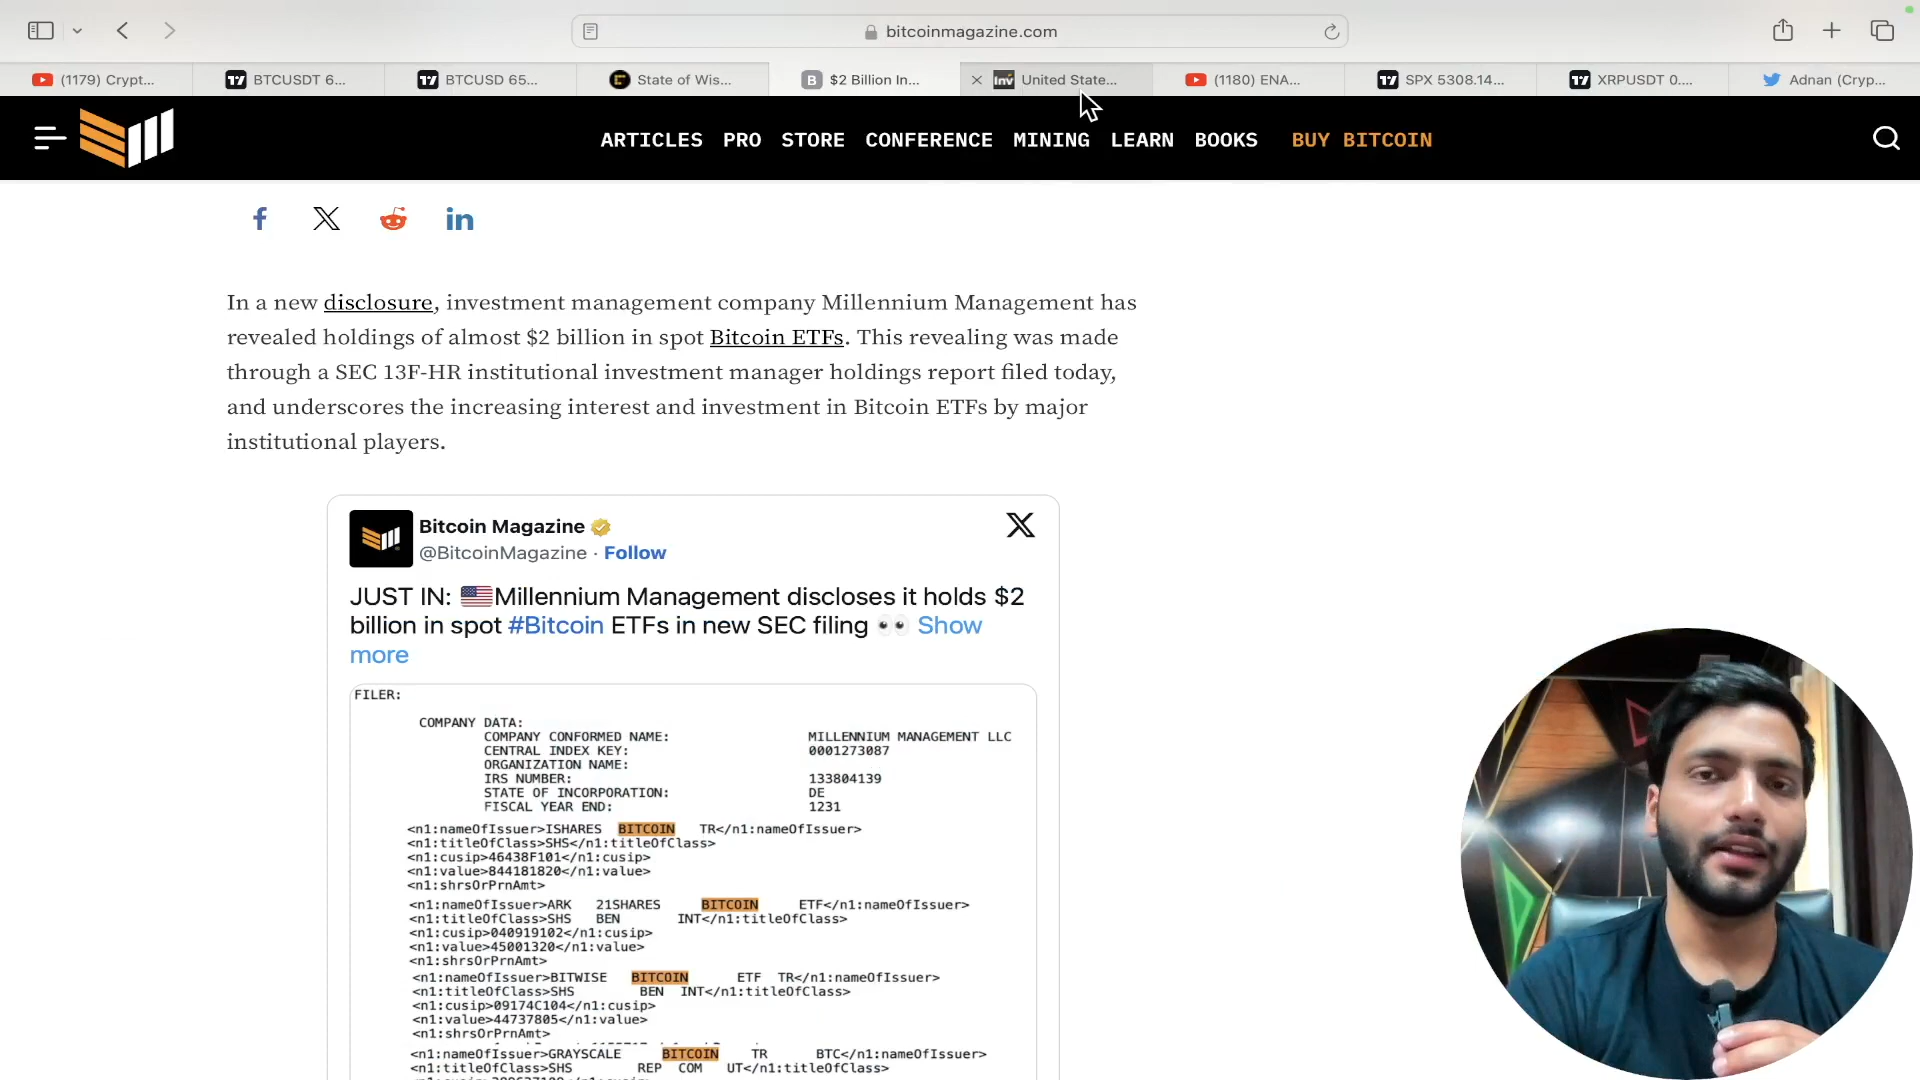 bitcoinmagazine.com
(1179) Crypt...
BTCUSDT 6...
BTCUSD 65...
State of Wis...
$2 Billion In...
United State...
(1180) ENA...
SPX 5308.14...
XRPUSDT 0....
Adnan (Cryp...
ARTICLES PRO STORE CONFERENCE MINING LEARN BOOKS BUY BITCOIN
In a new disclosure, investment management company Millennium Management has
revealed holdings of almost $2 billion in spot Bitcoin ETFs. This revealing was made
through a SEC 13F-HR institutional investment manager holdings report filed today,
and underscores the increasing interest and investment in Bitcoin ETFs by major
institutional players.
Bitcoin Magazine
@BitcoinMagazine · Follow
JUST IN: 🇺🇸Millennium Management discloses it holds $2
billion in spot #Bitcoin ETFs in new SEC filing 👀 Show
more
FILER:
COMPANY DATA:
COMPANY CONFORMED NAME: MILLENNIUM MANAGEMENT LLC
CENTRAL INDEX KEY: 0001273087
ORGANIZATION NAME:
IRS NUMBER: 133804139
STATE OF INCORPORATION: DE
FISCAL YEAR END: 1231
<n1:nameOfIssuer>ISHARES BITCOIN TR</n1:nameOfIssuer>
<n1:titleOfClass>SHS</n1:titleOfClass>
<n1:cusip>46438F101</n1:cusip>
<n1:value>844181820</n1:value>
<n1:shrsOrPrnAmt>
<n1:nameOfIssuer>ARK 21SHARES BITCOIN ETF</n1:nameOfIssuer>
<n1:titleOfClass>SHS BEN INT</n1:titleOfClass>
<n1:cusip>040919102</n1:cusip>
<n1:value>45001320</n1:value>
<n1:shrsOrPrnAmt>
<n1:nameOfIssuer>BITWISE BITCOIN ETF TR</n1:nameOfIssuer>
<n1:titleOfClass>SHS BEN INT</n1:titleOfClass>
<n1:cusip>09174C104</n1:cusip>
<n1:value>44737805</n1:value>
<n1:shrsOrPrnAmt>
<n1:nameOfIssuer>GRAYSCALE BITCOIN TR BTC</n1:nameOfIssuer>
<n1:titleOfClass>SHS REP COM UT</n1:titleOfClass>